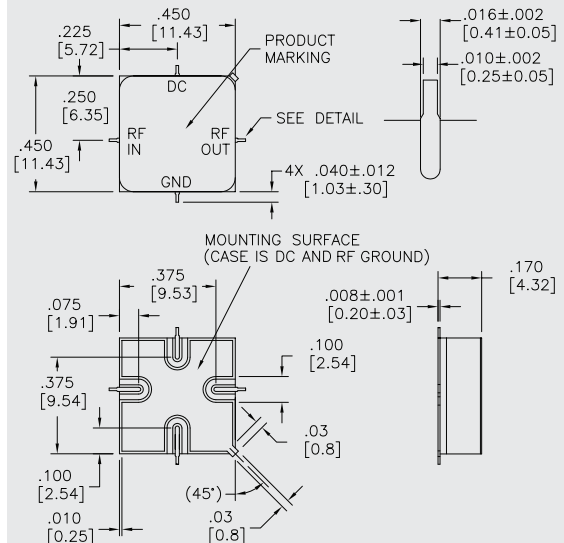 .450
[11.43]
.225
[5.72]
PRODUCT
MARKING
.016±.002
[0.41±0.05]
.010±.002
[0.25±0.05]
DC
.250
[6.35]
SEE DETAIL
RF
IN
RF
OUT
.450
[11.43]
GND
4X .040±.012
[1.03±.30]
MOUNTING SURFACE
(CASE IS DC AND RF GROUND)
.375
[9.53]
.170
[4.32]
.008±.001
[0.20±.03]
.075
[1.91]
.100
[2.54]
.375
[9.54]
.03
[0.8]
.100
[2.54]
(45°)
.010
[0.25]
.03
[0.8]